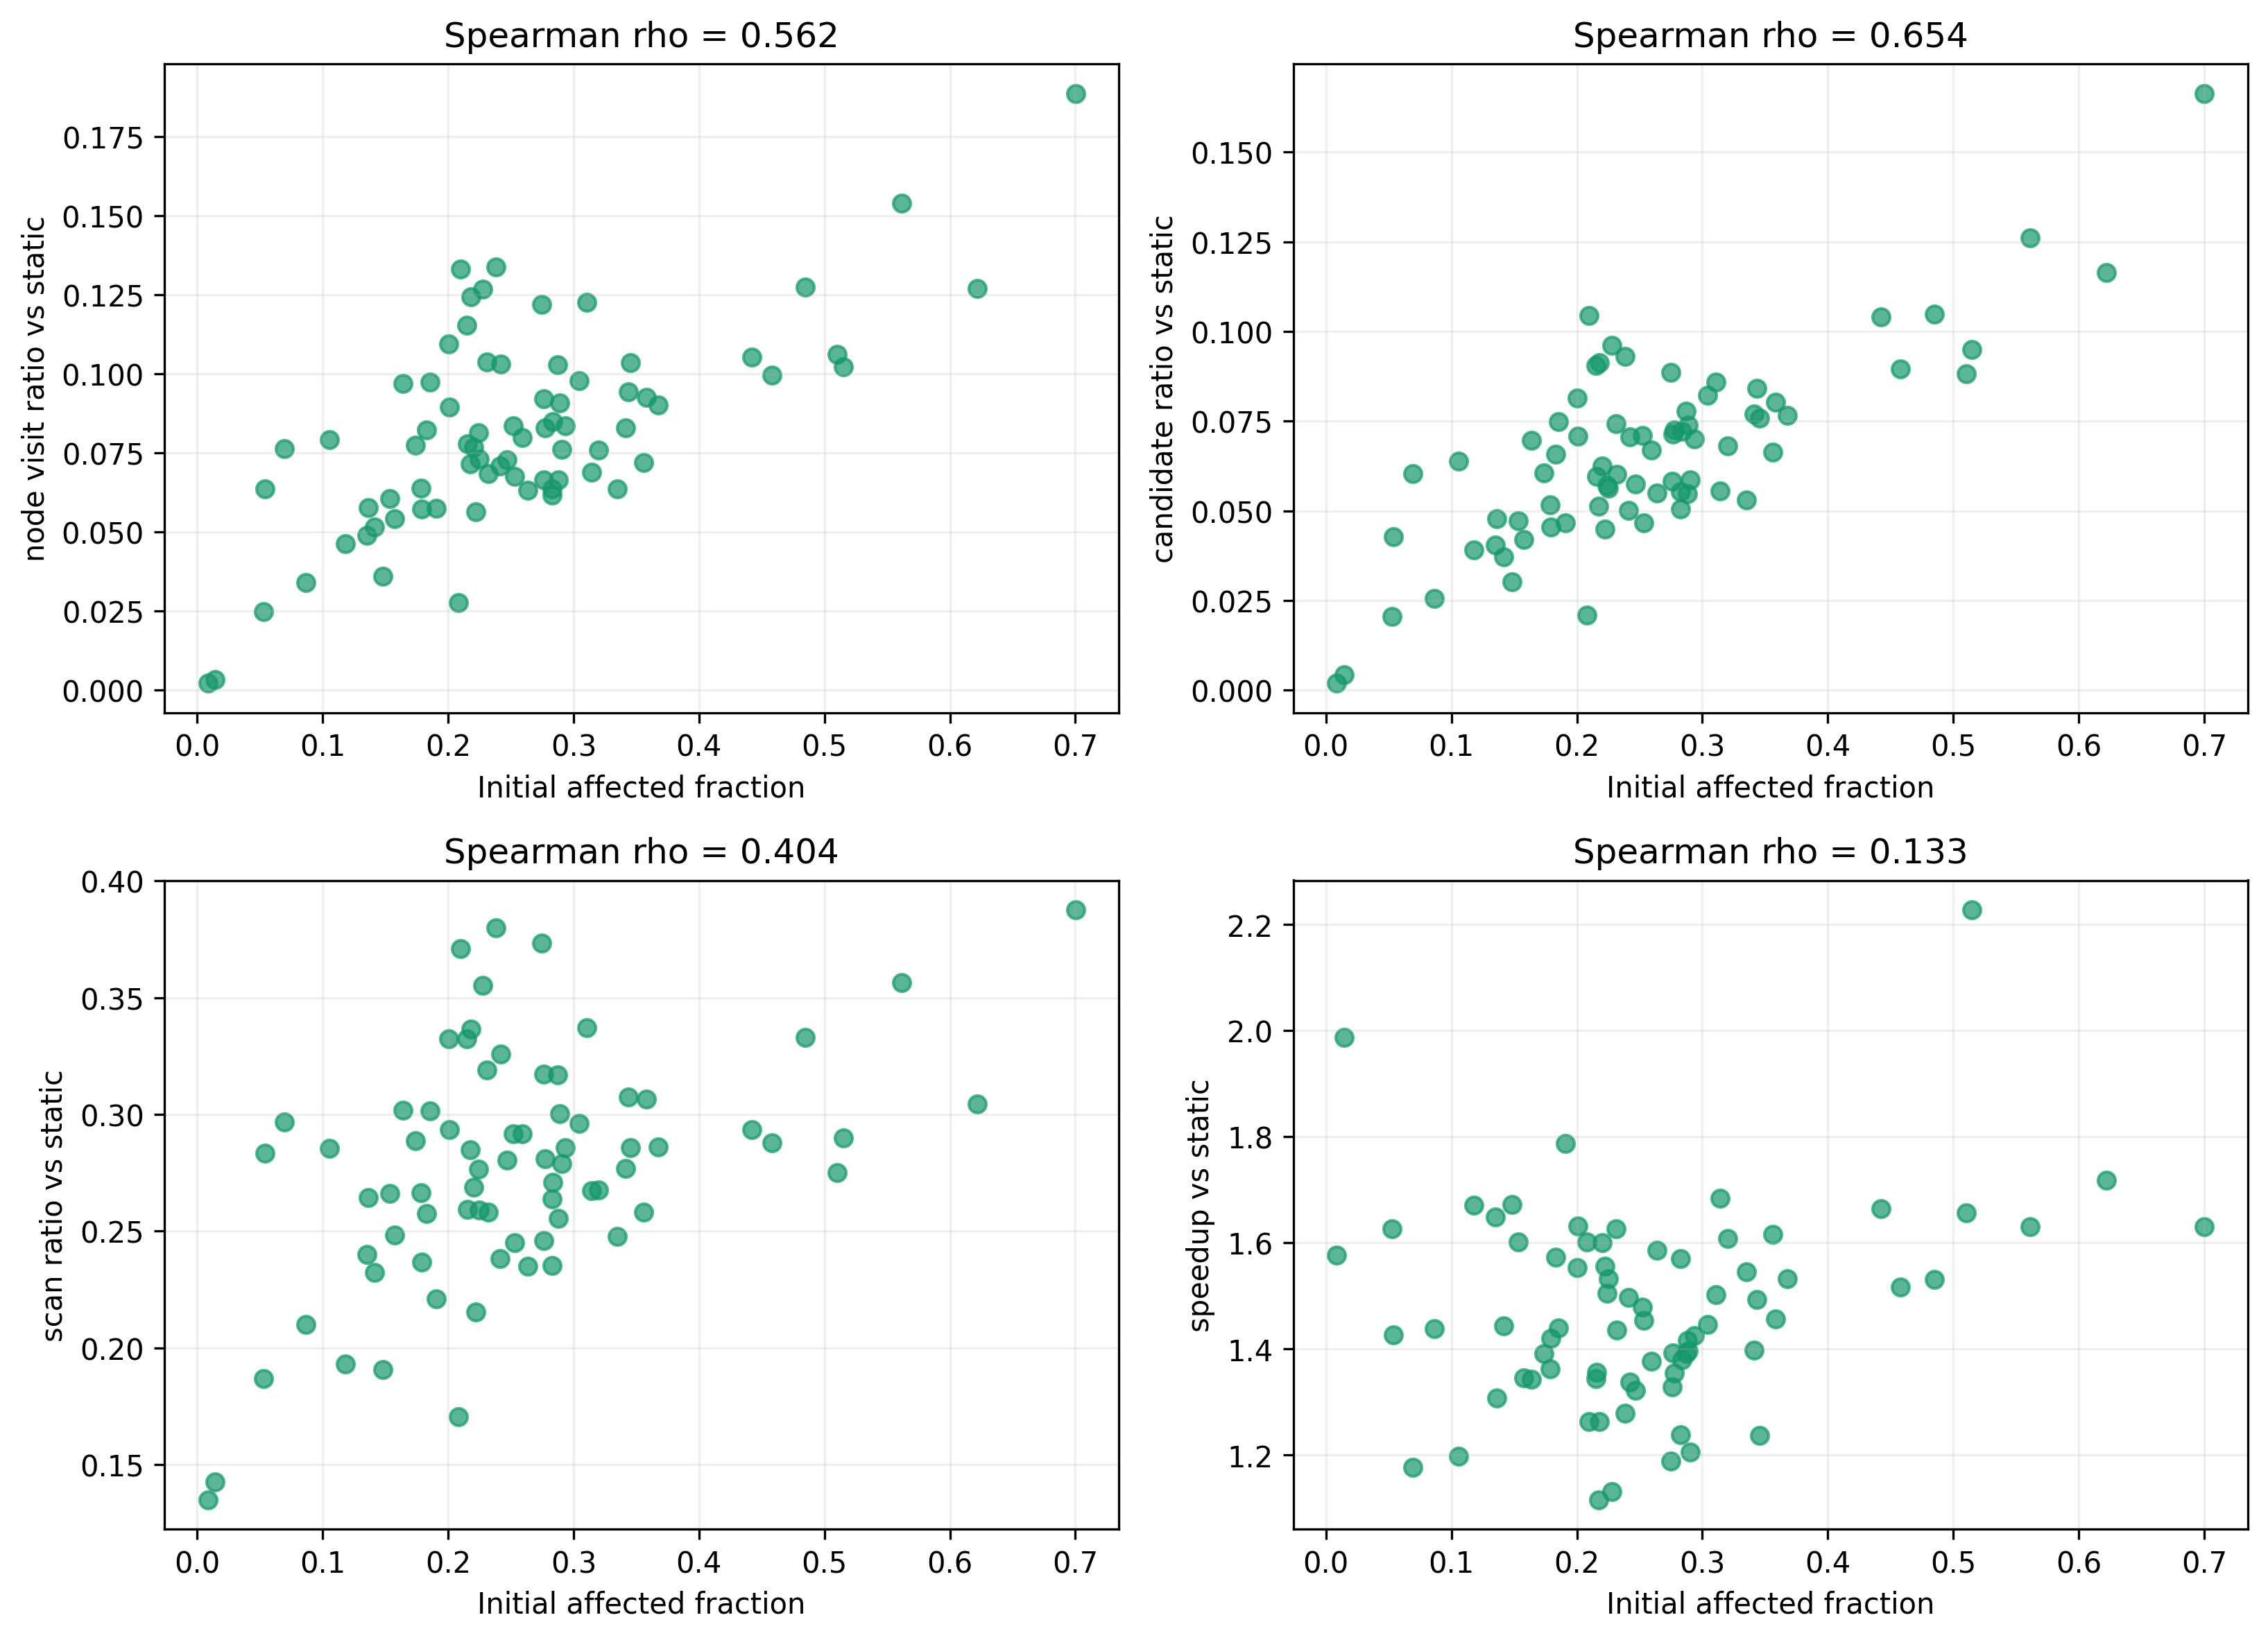 Spearman rho = 0.562
node visit ratio vs static
0.175
0.150
0.125
0.100
0.075
0.050
0.025
0.000
0.0 0.1 0.2 0.3 0.4 0.5 0.6 0.7
Initial affected fraction
Spearman rho = 0.654
candidate ratio vs static
0.150
0.125
0.100
0.075
0.050
0.025
0.000
0.0 0.1 0.2 0.3 0.4 0.5 0.6 0.7
Initial affected fraction
Spearman rho = 0.404
scan ratio vs static
0.40
0.35
0.30
0.25
0.20
0.15
0.0 0.1 0.2 0.3 0.4 0.5 0.6 0.7
Initial affected fraction
Spearman rho = 0.133
speedup vs static
2.2
2.0
1.8
1.6
1.4
1.2
0.0 0.1 0.2 0.3 0.4 0.5 0.6 0.7
Initial affected fraction